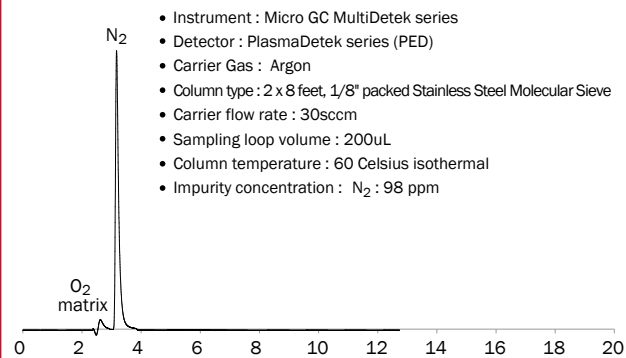 • Instrument : Micro GC MultiDetek series
• Detector : PlasmaDetek series (PED)
• Carrier Gas : Argon
• Column type : 2 x 8 feet, 1/8" packed Stainless Steel Molecular Sieve
• Carrier flow rate : 30sccm
• Sampling loop volume : 200uL
• Column temperature : 60 Celsius isothermal
• Impurity concentration : N2 : 98 ppm
N2
O2
matrix
0 2 4 6 8 10 12 14 16 18 20